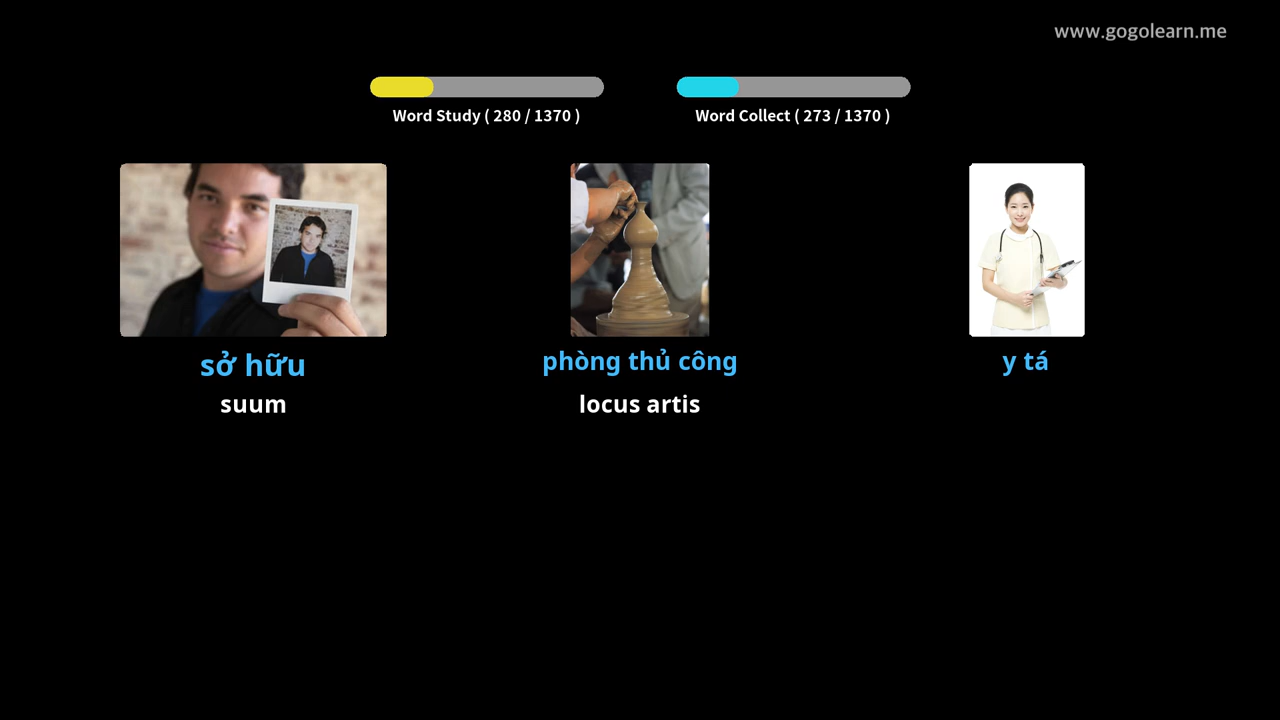 www.gogolearn.me
Word Study ( 280 / 1370 )
Word Collect ( 273 / 1370 )
sở hữu
suum
phòng thủ công
locus artis
y tá